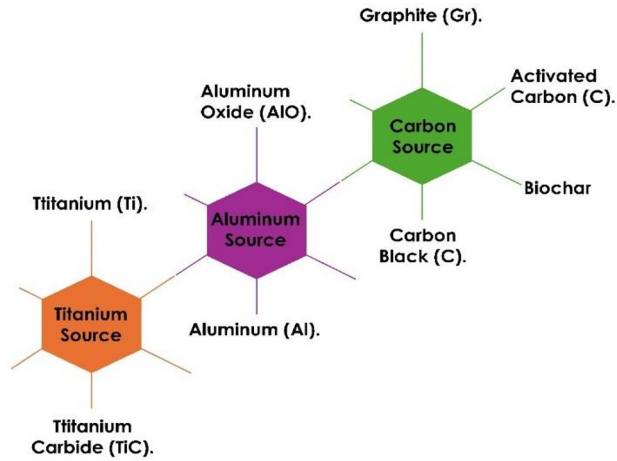 Graphite (Gr).
Activated
Carbon (C).
Aluminum
Oxide (AlO).
Carbon
Source
Biochar
Ttitanium (Ti).
Aluminum
Source
Carbon
Black (C).
Titanium
Source
Aluminum (Al).
Ttitanium
Carbide (TiC).